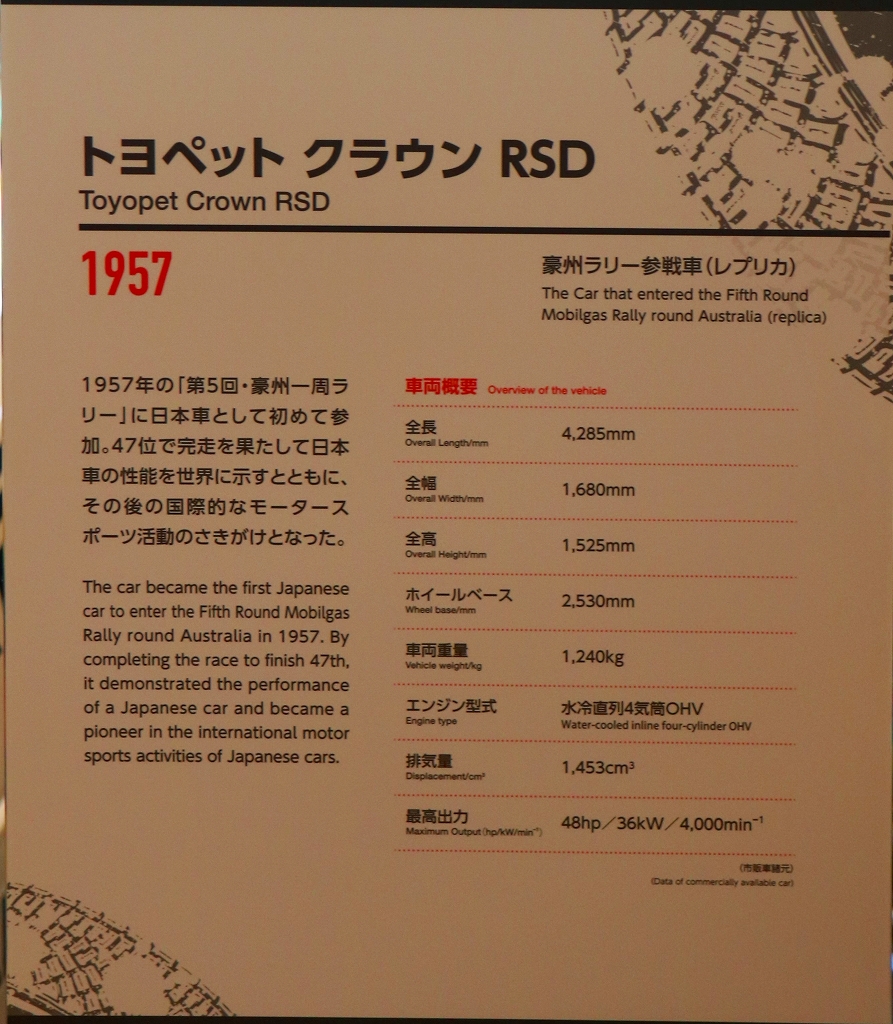 トヨペット クラウン RSD
Toyopet Crown RSD
1957
豪州ラリー参戦車(レプリカ)
The Car that entered the Fifth Round
Mobilgas Rally round Australia (replica)
1957年の「第5回・豪州一周ラ
リー」に日本車として初めて参
加。47位で完走を果たして日本
車の性能を世界に示すとともに、
その後の国際的なモータース
ポーツ活動のさきがけとなった。
The car became the first Japanese
car to enter the Fifth Round Mobilgas
Rally round Australia in 1957. By
completing the race to finish 47th,
it demonstrated the performance
of a Japanese car and became a
pioneer in the international motor
sports activities of Japanese cars.
車両概要 Overview of the vehicle
全長
Overall Length/mm
4,285mm
全幅
Overall Width/mm
1,680mm
全高
Overall Height/mm
1,525mm
ホイールベース
Wheel base/mm
2,530mm
車両重量
Vehicle weight/kg
1,240kg
エンジン型式
Engine type
水冷直列4気筒OHV
Water-cooled inline four-cylinder OHV
排気量
Displacement/cm³
1,453cm³
最高出力
Maximum Output(hp/kW/min⁻¹)
48hp/36kW/4,000min⁻¹
(市販車諸元)
(Data of commercially available car)